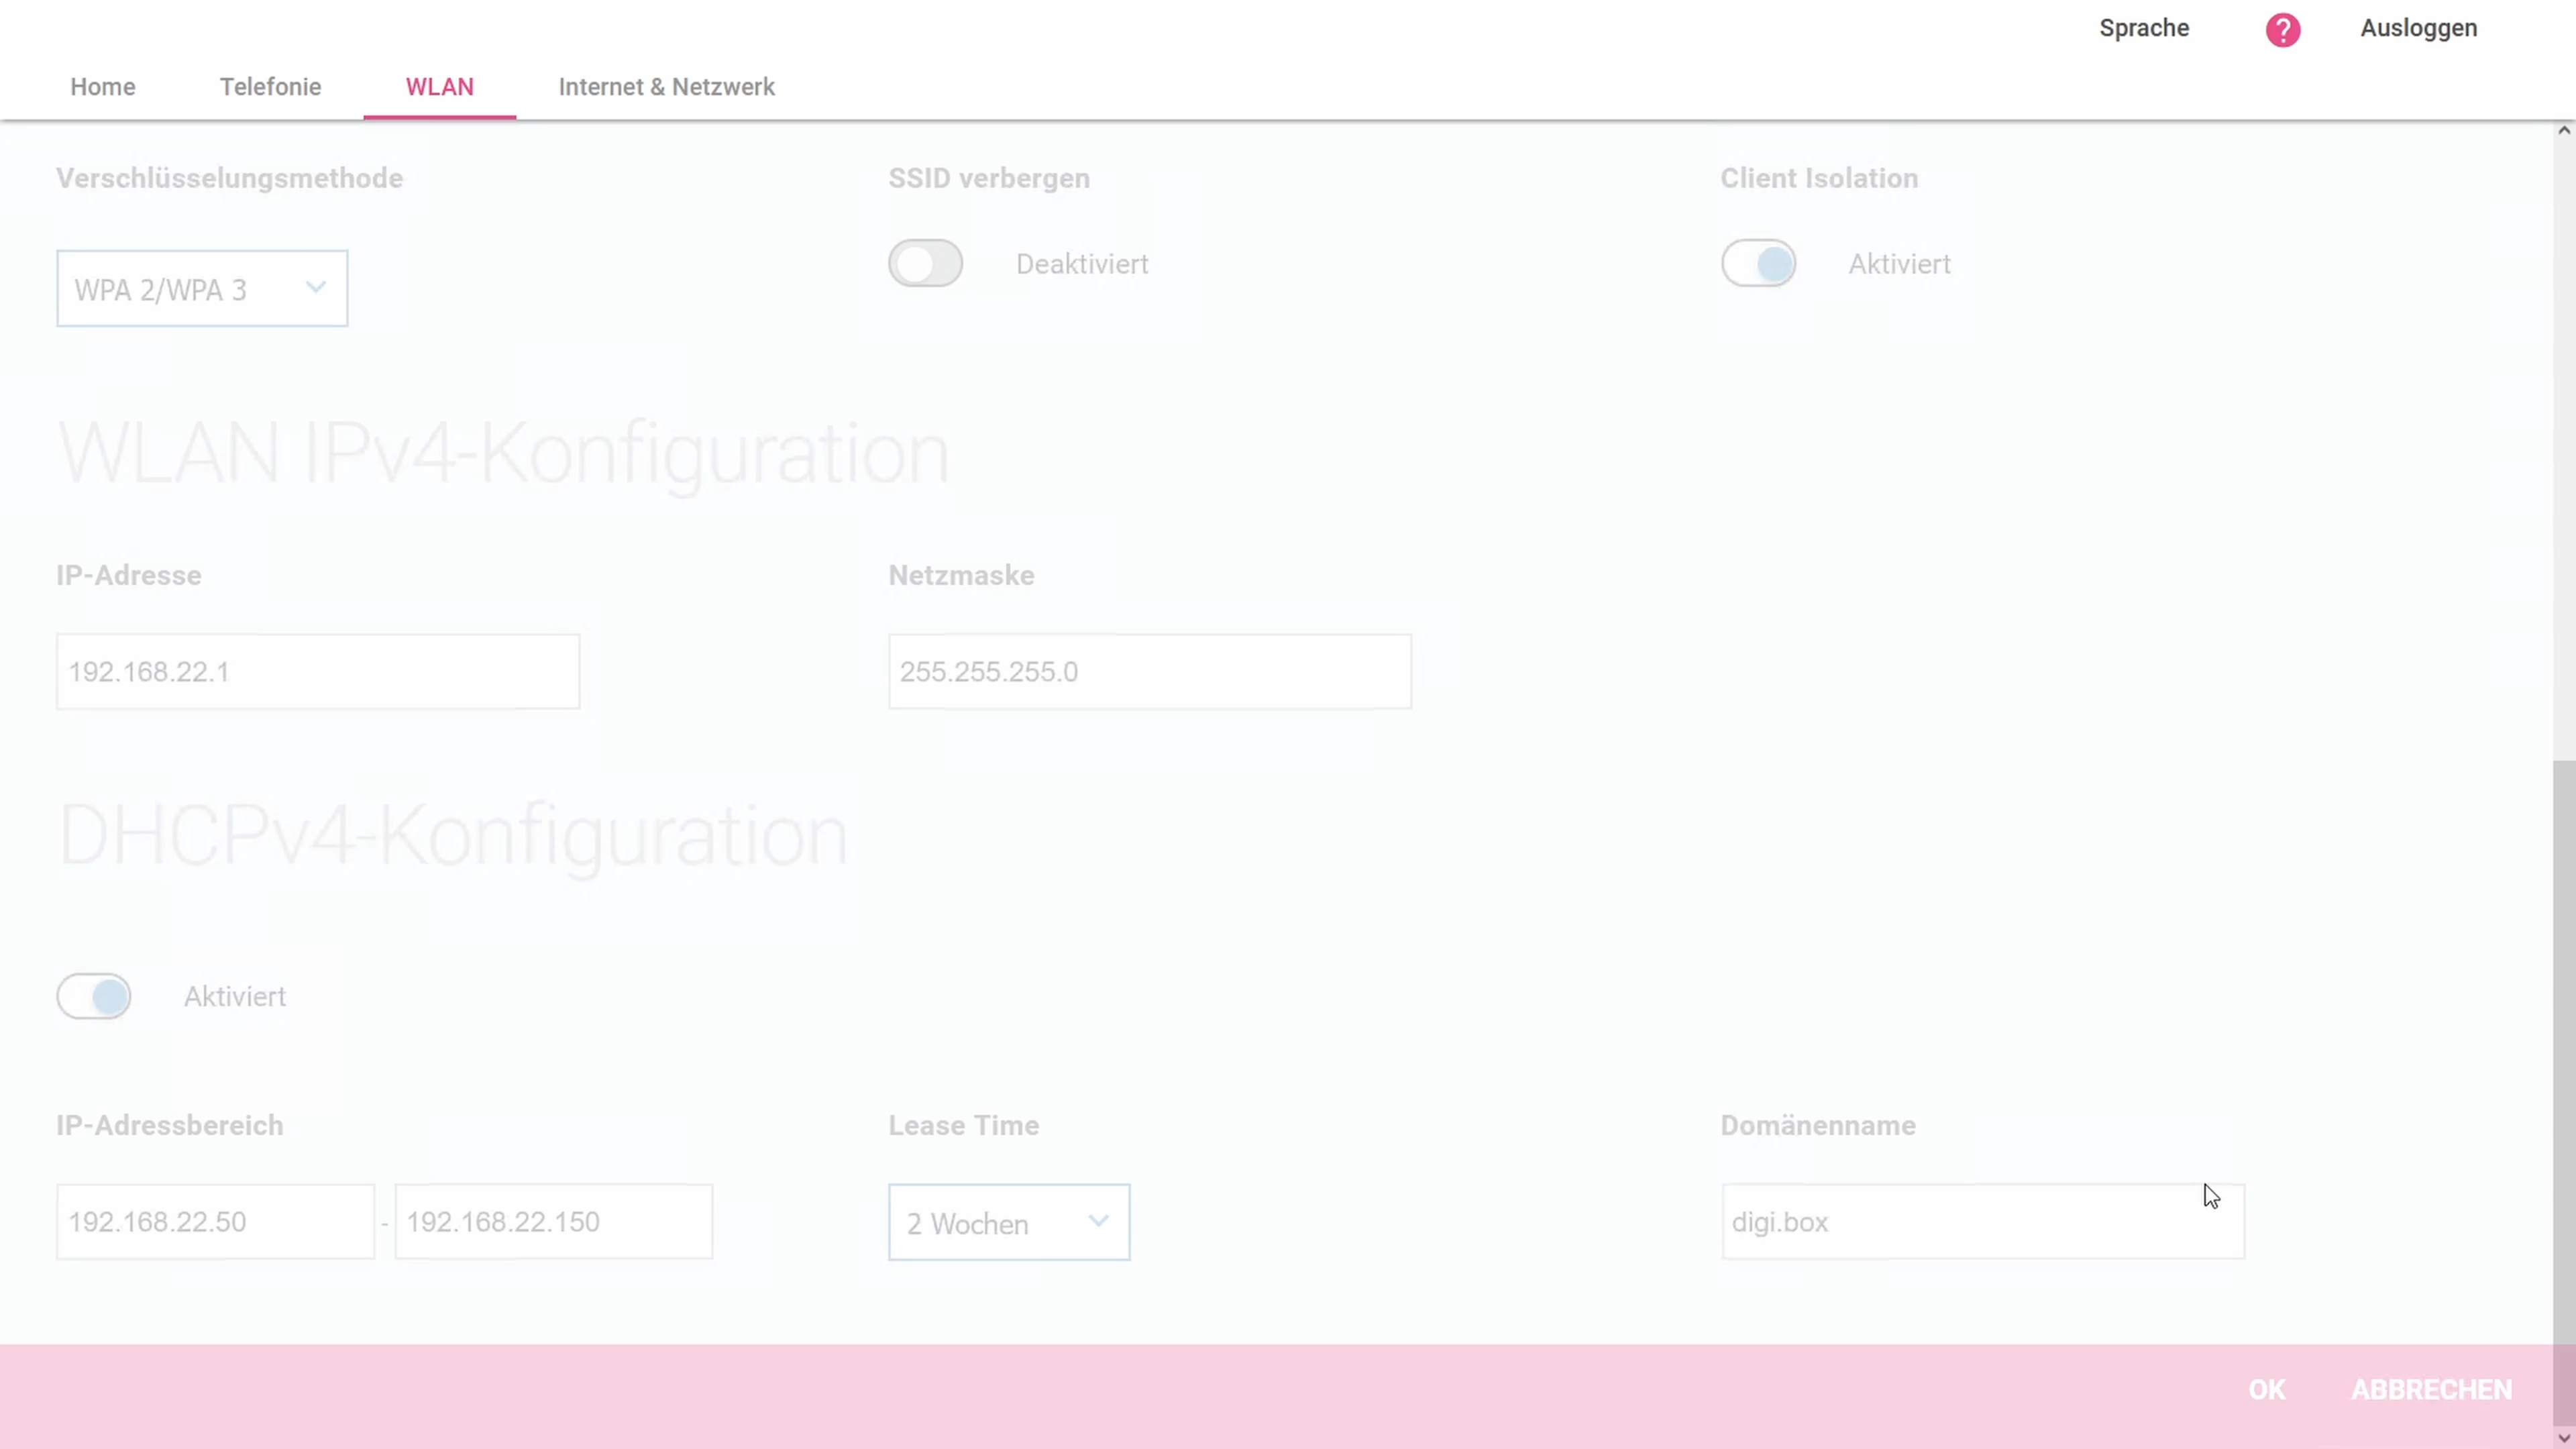 Sprache ? Ausloggen
Home Telefonie WLAN Internet & Netzwerk
Verschlüsselungsmethode SSID verbergen Client Isolation
WPA 2/WPA 3 Deaktiviert Aktiviert
WLAN IPv4-Konfiguration
IP-Adresse Netzmaske
192.168.22.1 255.255.255.0
DHCPv4-Konfiguration
Aktiviert
IP-Adressbereich Lease Time Domänenname
192.168.22.50 - 192.168.22.150 2 Wochen digi.box
OK ABBRECHEN